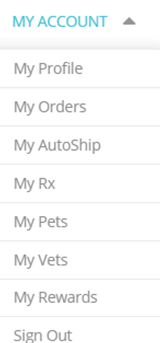 MY ACCOUNT
My Profile
My Orders
My AutoShip
My Rx
My Pets
My Vets
My Rewards
Sign Out